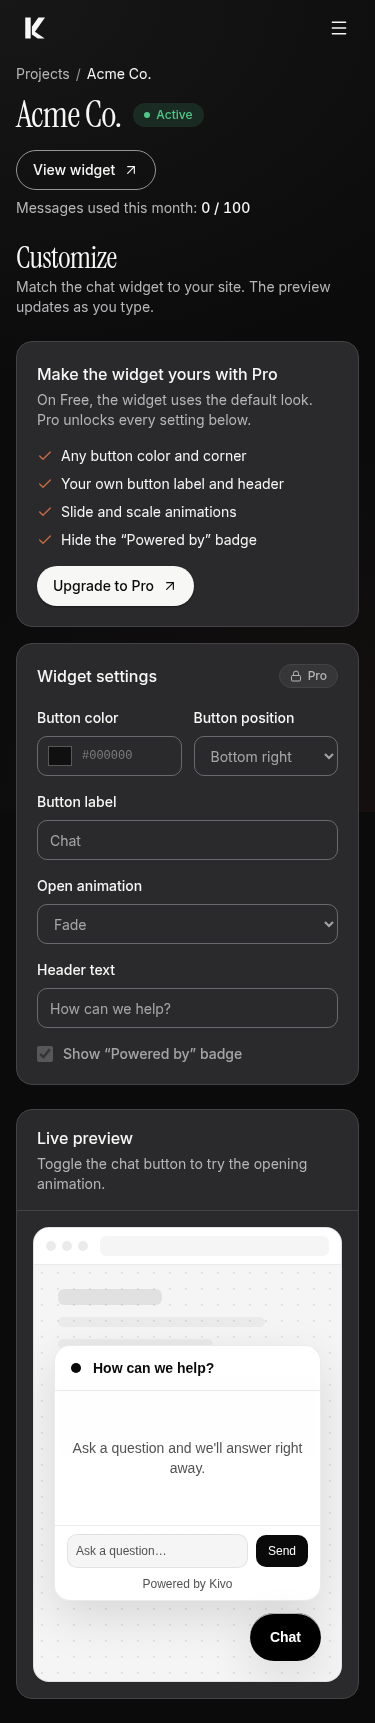 K
Projects / Acme Co.
Acme Co. Active
View widget
Messages used this month: 0 / 100
Customize
Match the chat widget to your site. The preview
updates as you type.
Make the widget yours with Pro
On Free, the widget uses the default look.
Pro unlocks every setting below.
Any button color and corner
Your own button label and header
Slide and scale animations
Hide the “Powered by” badge
Upgrade to Pro
Widget settings Pro
Button color Button position
#000000 Bottom right
Button label
Chat
Open animation
Fade
Header text
How can we help?
Show “Powered by” badge
Live preview
Toggle the chat button to try the opening
animation.
How can we help?
Ask a question and we'll answer right
away.
Ask a question… Send
Powered by Kivo
Chat